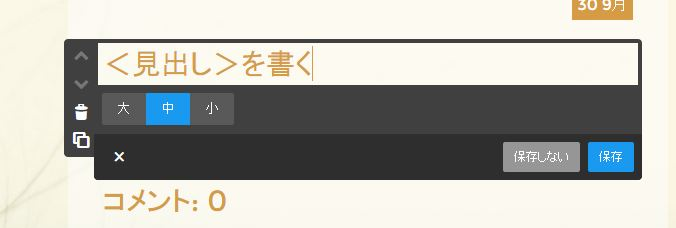 30 9月
＜見出し＞を書く
大 中 小
保存しない 保存
コメント: 0